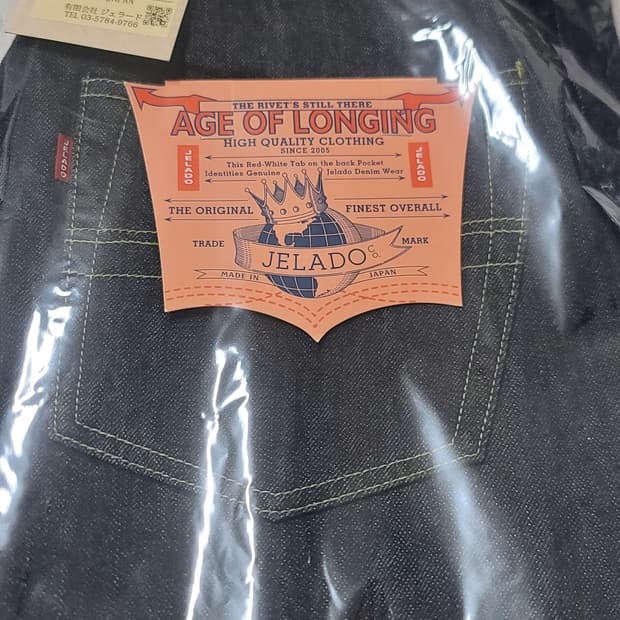 JAPAN
有限会社 ジェラード
TEL 03-5784-9766
THE RIVET'S STILL THERE
AGE OF LONGING
HIGH QUALITY CLOTHING
SINCE 2005
JELADO
This Red-White Tab on the back Pocket
Identities Genuine Jelado Denim Wear
JELADO
JELADO
THE ORIGINAL FINEST OVERALL
TRADE MARK
JELADO Co.
MADE IN JAPAN